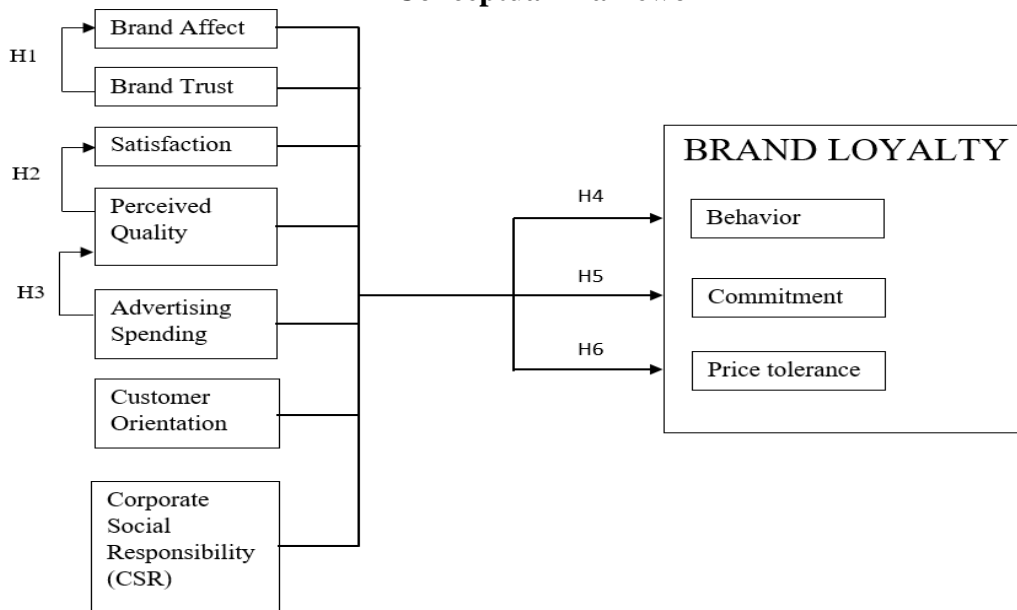 Brand Affect
H1
Brand Trust
Satisfaction
H2
Perceived
Quality
H3
Advertising
Spending
Customer
Orientation
Corporate
Social
Responsibility
(CSR)
H4
H5
H6
BRAND LOYALTY
Behavior
Commitment
Price tolerance